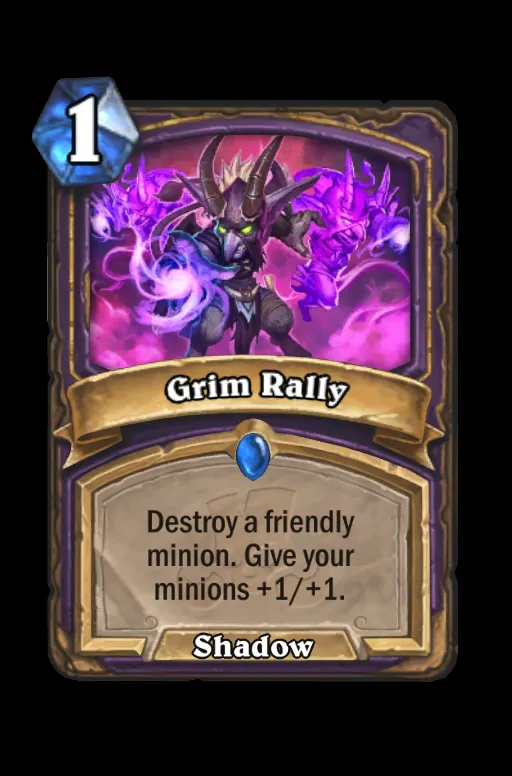 1
Grim Rally
Destroy a friendly
minion. Give your
minions +1/+1.
Shadow